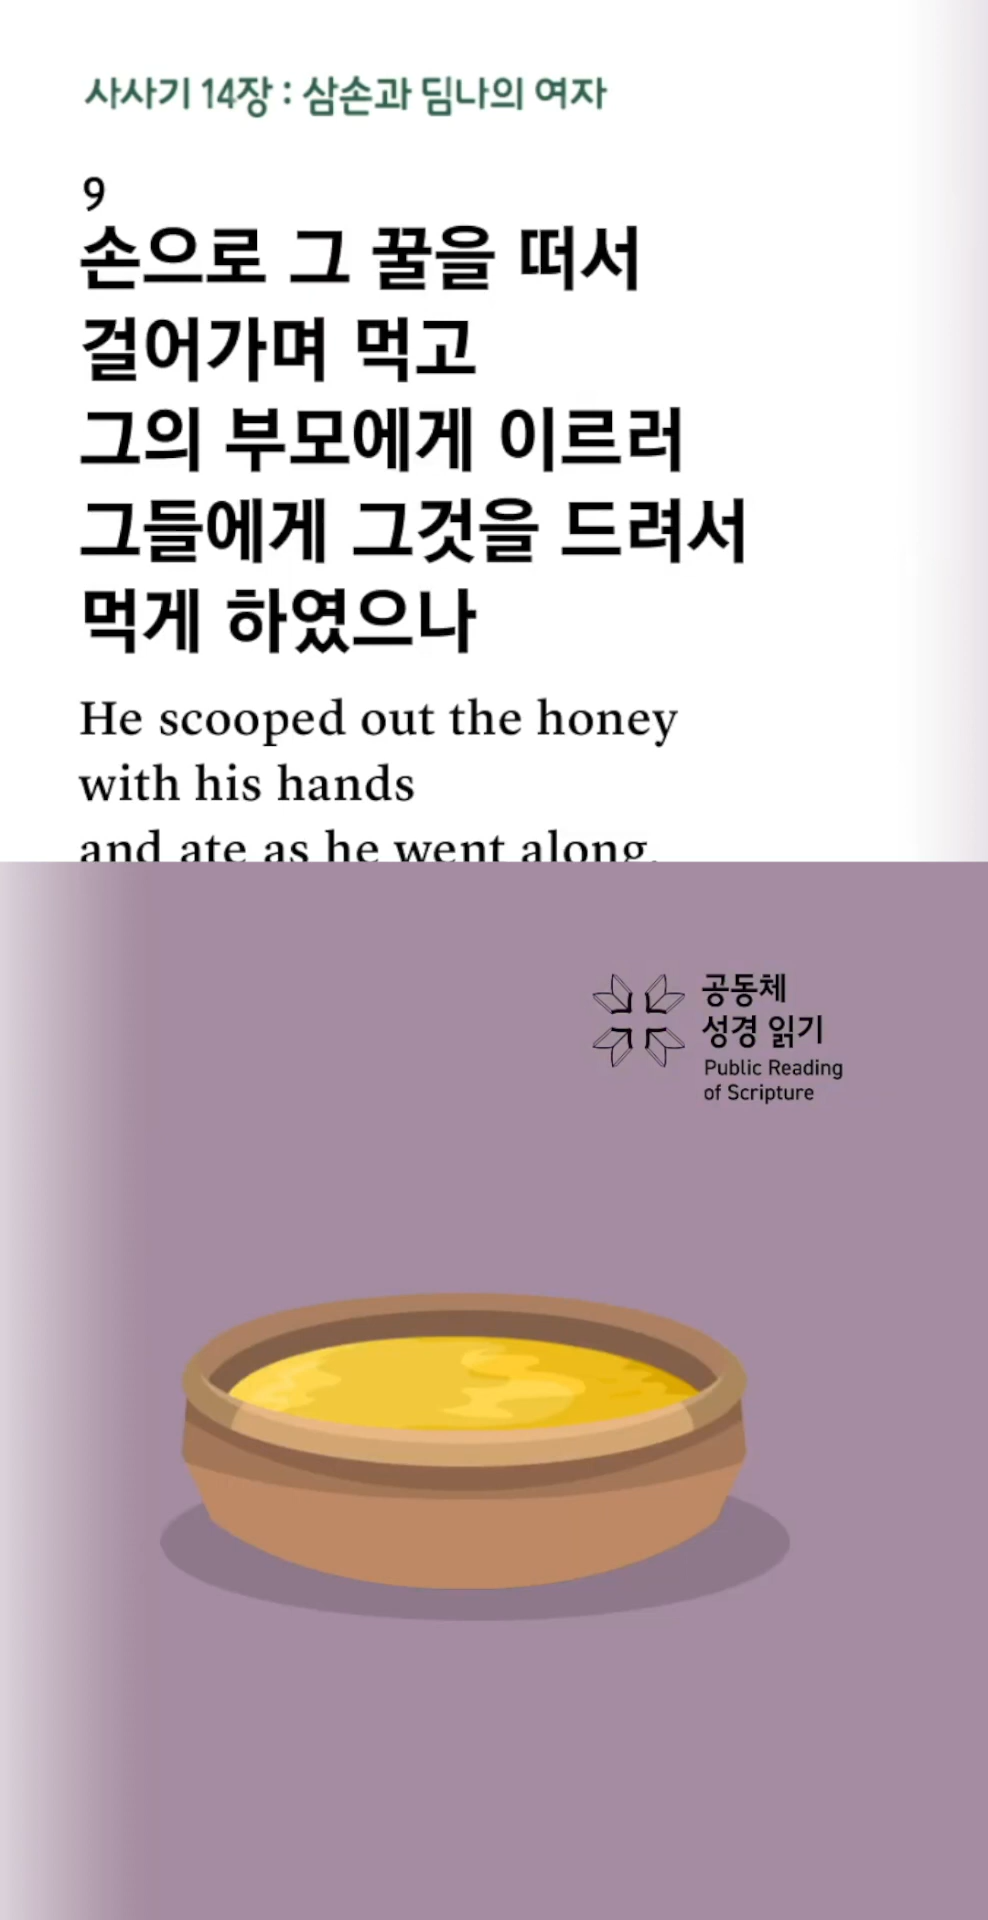 사사기 14장 : 삼손과 딤나의 여자
9
손으로 그 꿀을 떠서
걸어가며 먹고
그의 부모에게 이르러
그들에게 그것을 드려서
먹게 하였으나
He scooped out the honey
with his hands
and ate as he went along.
공동체
성경 읽기
Public Reading
of Scripture